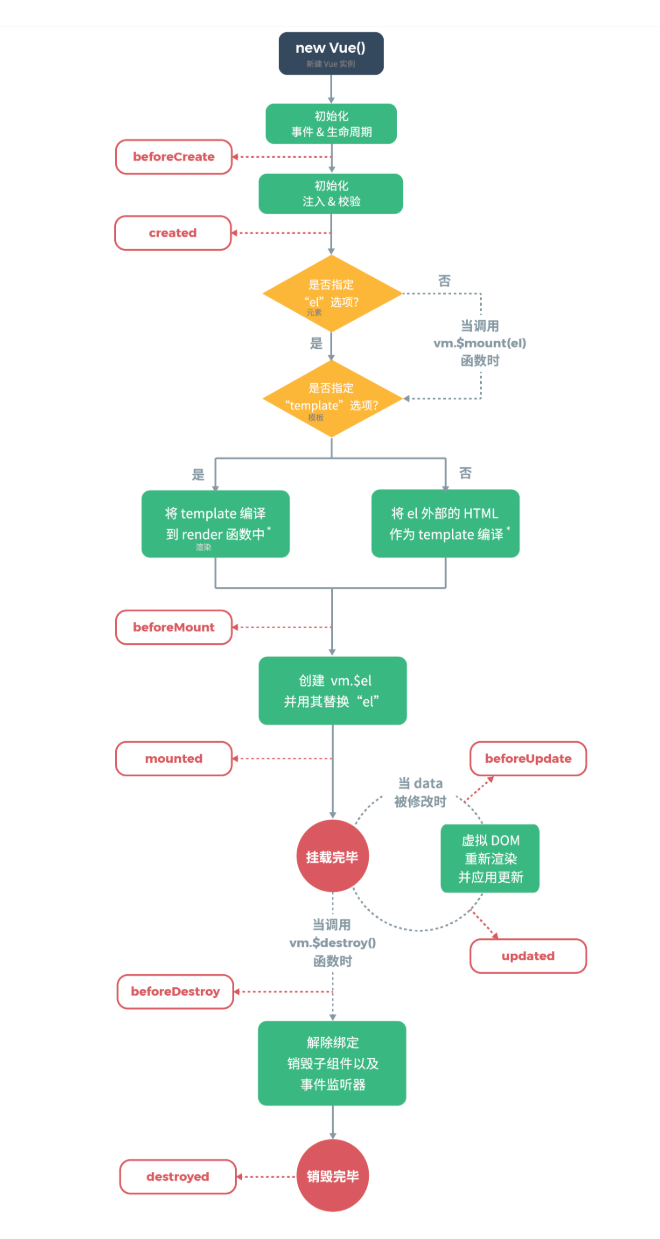 new Vue()
新建 Vue 实例
初始化
事件 & 生命周期
beforeCreate
初始化
注入 & 校验
created
是否指定
“el”选项?
元素
否
当调用
vm.$mount(el)
函数时
是
是否指定
“template”选项?
模板
是
否
将 template 编译
到 render 函数中*
渲染
将 el 外部的 HTML
作为 template 编译*
beforeMount
创建 vm.$el
并用其替换“el”
mounted
beforeUpdate
当 data
被修改时
挂载完毕
虚拟 DOM
重新渲染
并应用更新
当调用
vm.$destroy()
函数时
updated
beforeDestroy
解除绑定
销毁子组件以及
事件监听器
destroyed
销毁完毕